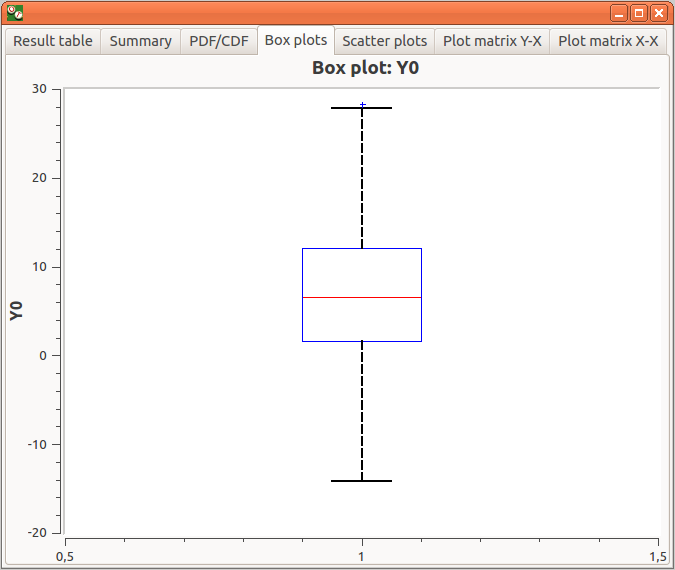 Result table Summary PDF/CDF Box plots Scatter plots Plot matrix Y-X Plot matrix X-X
Box plot: Y0
30
20
10
0
-10
-20
Y0
0,5 1 1,5